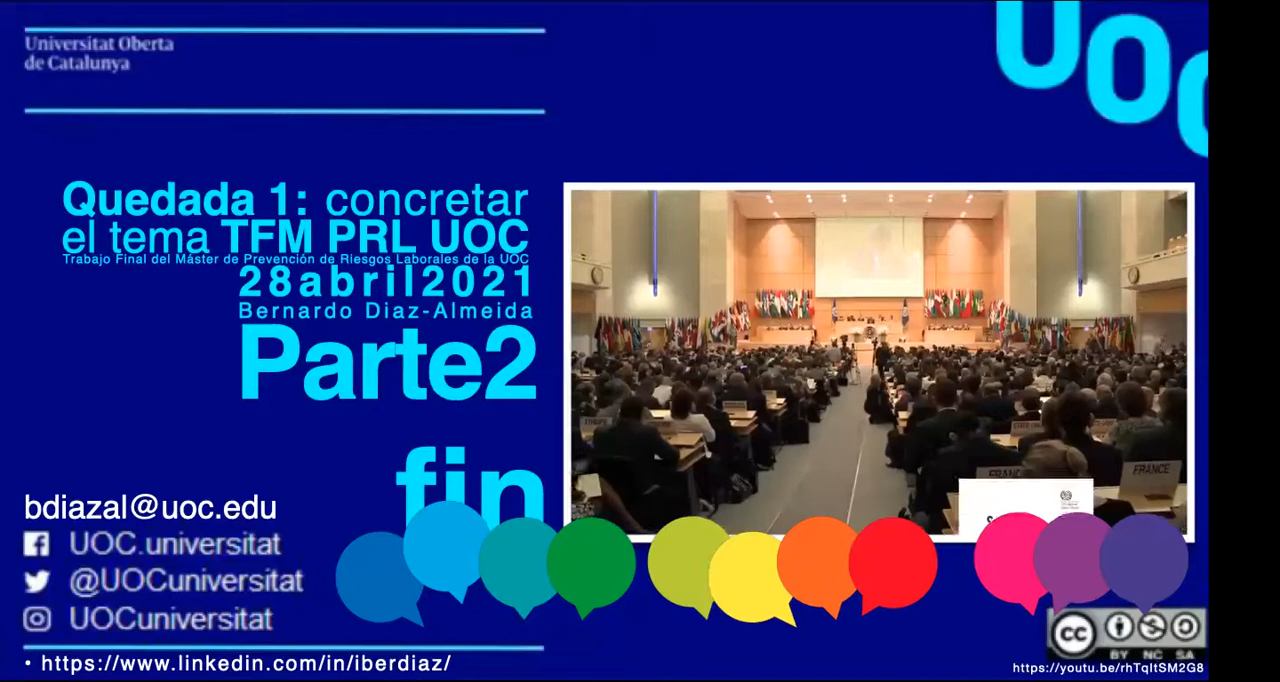 Universitat Oberta
de Catalunya
UOC
Quedada 1: concretar
el tema TFM PRL UOC
Trabajo Final del Máster de Prevención de Riesgos Laborales de la UOC
28abril2021
Bernardo Diaz-Almeida
Parte2
fin
FRANCE
bdiazal@uoc.edu
UOC.universitat
@UOCuniversitat
UOCuniversitat
• https://www.linkedin.com/in/iberdiaz/
cc
BY NC SA
https://youtu.be/rhTqItSM2G8